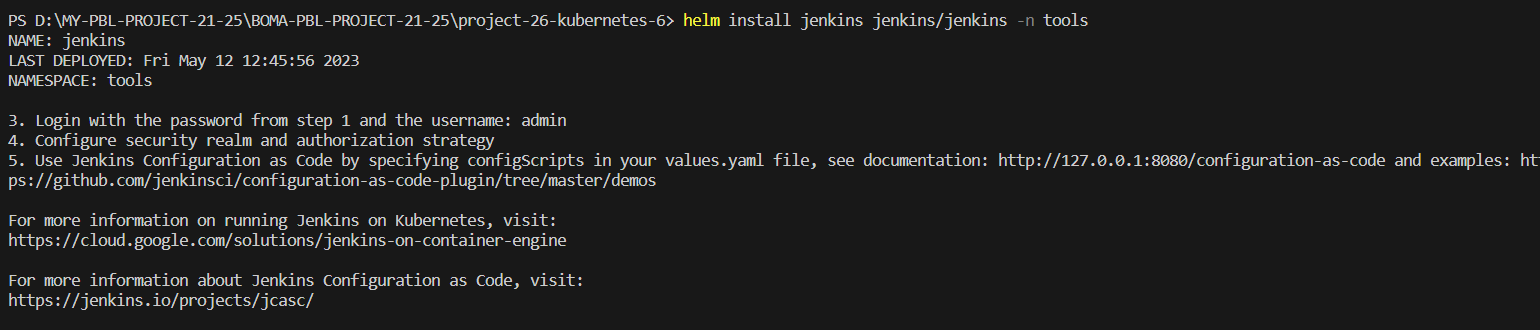 PS D:\MY-PBL-PROJECT-21-25\BOMA-PBL-PROJECT-21-25\project-26-kubernetes-6> helm install jenkins jenkins/jenkins -n tools
NAME: jenkins
LAST DEPLOYED: Fri May 12 12:45:56 2023
NAMESPACE: tools
3. Login with the password from step 1 and the username: admin
4. Configure security realm and authorization strategy
5. Use Jenkins Configuration as Code by specifying configScripts in your values.yaml file, see documentation: http://127.0.0.1:8080/configuration-as-code and examples: ht
ps://github.com/jenkinsci/configuration-as-code-plugin/tree/master/demos
For more information on running Jenkins on Kubernetes, visit:
https://cloud.google.com/solutions/jenkins-on-container-engine
For more information about Jenkins Configuration as Code, visit:
https://jenkins.io/projects/jcasc/